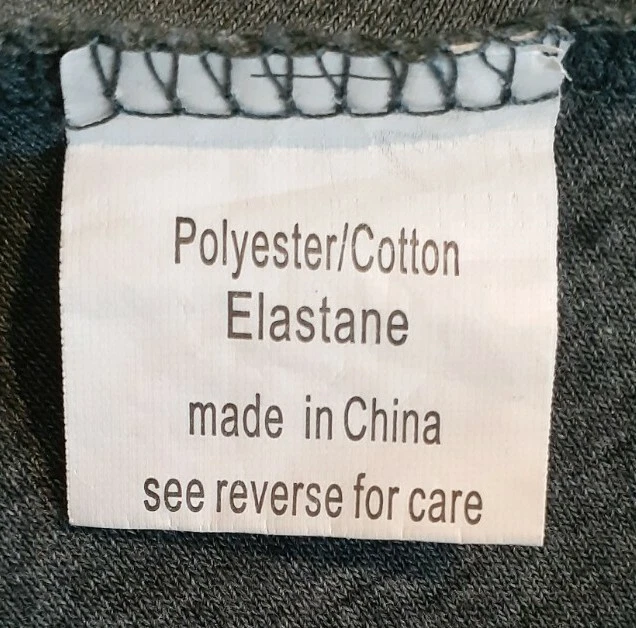 Polyester/Cotton
Elastane
made in China
see reverse for care